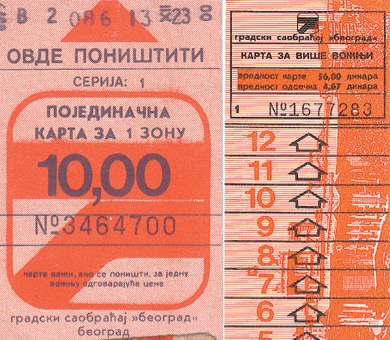 B 2 086 13 23
ОВДЕ ПОНИШТИТИ
СЕРИЈА: 1
ПОЈЕДИНАЧНА
КАРТА ЗА 1 ЗОНУ
10,00
№3464700
карта важи, ако се поништи, за једну
вожњу одговарајуће цене
градски саобраћај »београд«
београд
градски саобраћај »београд«
КАРТА ЗА ВИШЕ ВОЖЊИ
вредност карте 56,00 динара
вредност одсечка 4,67 динара
1 №1677283
12
11
10
9
8
7
6
5